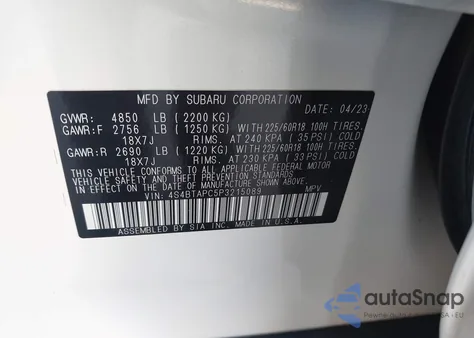 MFD BY SUBARU CORPORATION DATE: 04/23
GVWR: 4850 LB (2200 KG)
GAWR:F 2756 LB (1250 KG) WITH 225/60R18 100H TIRES.
18X7J RIMS. AT 240 KPA (35 PSI) COLD
GAWR:R 2690 LB (1220 KG) WITH 225/60R18 100H TIRES.
18X7J RIMS. AT 230 KPA (33 PSI) COLD
THIS VEHICLE CONFORMS TO ALL APPLICABLE FEDERAL MOTOR
VEHICLE SAFETY, BUMPER AND THEFT PREVENTION STANDARDS
IN EFFECT ON THE DATE OF MANUFACTURE SHOWN ABOVE.
VIN: 4S4BTAPC5P3215089 MPV
ASSEMBLED BY SIA INC. IN U.S.A.
autoSnap